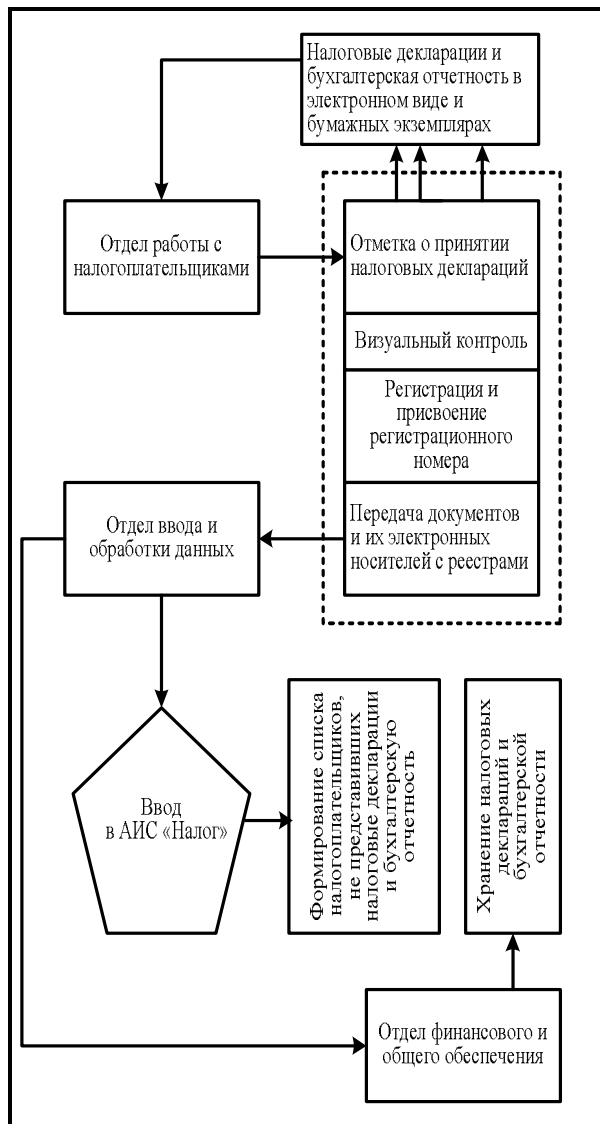 Налоговые декларации и
бухгалтерская отчетность в
электронном виде и
бумажных экземплярах
Отдел работы с
налогоплательщиками
Отметка о принятии
налоговых деклараций
Визуальный контроль
Регистрация и
присвоение
регистрационного
номера
Отдел ввода и
обработки данных
Передача документов
и их электронных
носителей с реестрами
Ввод
в АИС «Налог»
Формирование списка
налогоплательщиков,
не представивших
налоговые декларации
и бухгалтерскую
отчетность
Хранение налоговых
деклараций и
бухгалтерской
отчетности
Отдел финансового и
общего обеспечения